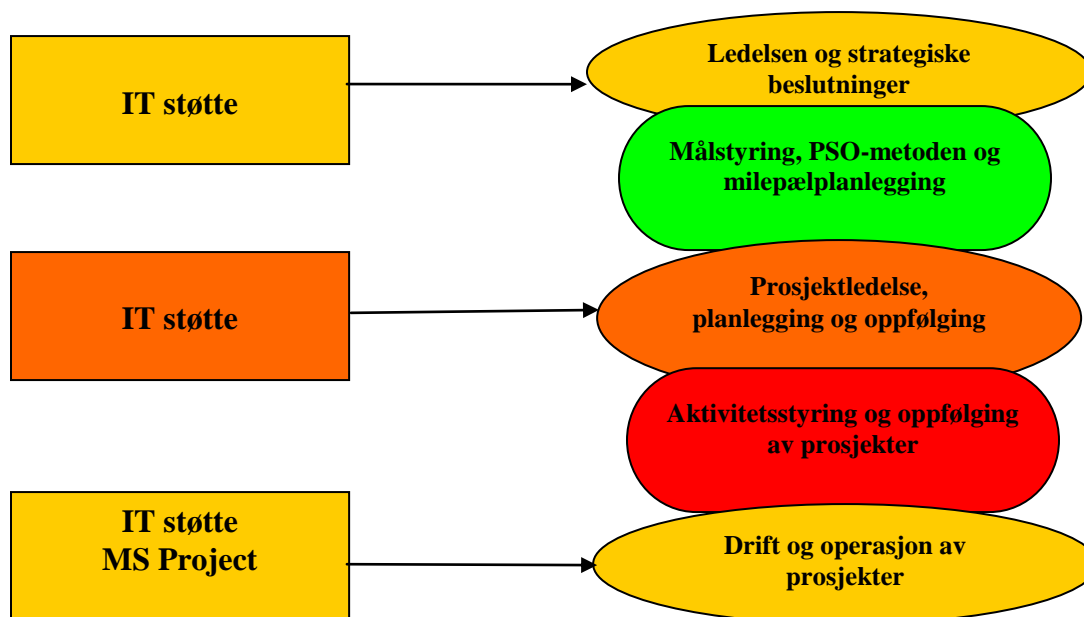 IT støtte
Ledelsen og strategiske
beslutninger
Målstyring, PSO-metoden og
milepælplanlegging
IT støtte
Prosjektledelse,
planlegging og oppfølging
Aktivitetsstyring og oppfølging
av prosjekter
IT støtte
MS Project
Drift og operasjon av
prosjekter